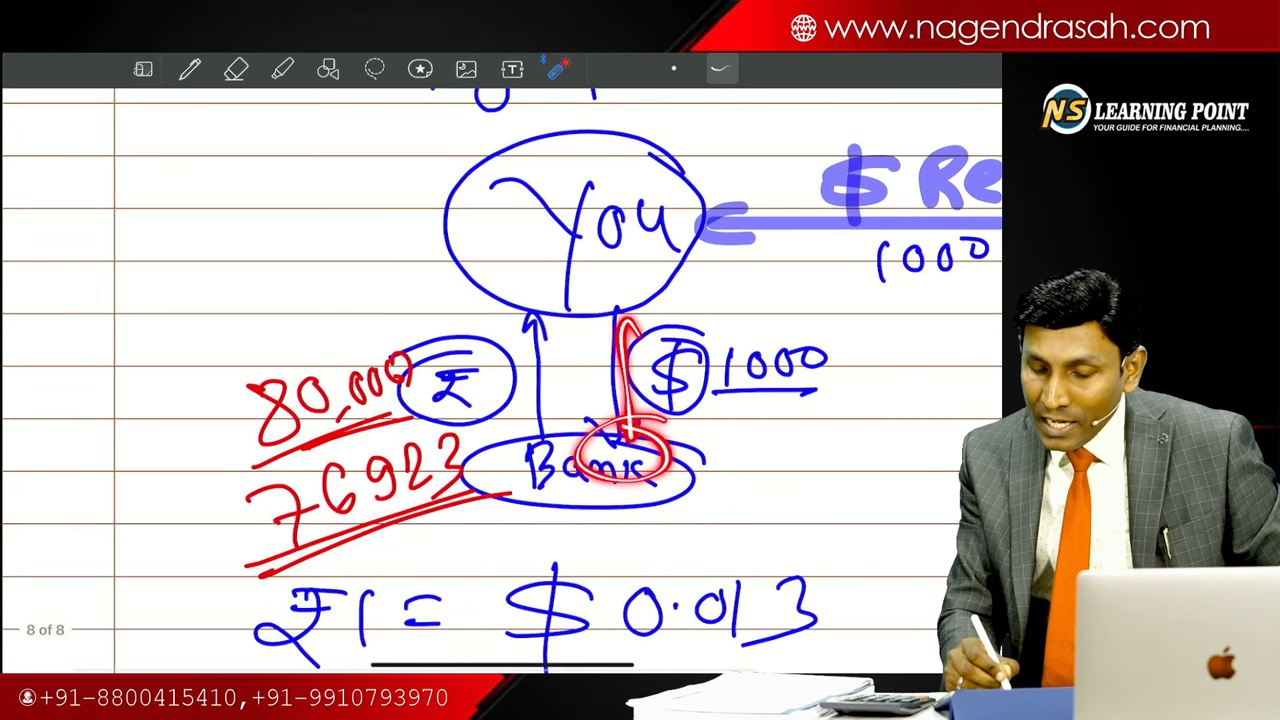 www.nagendrasah.com
NS LEARNING POINT
YOUR GUIDE FOR FINANCIAL PLANNING....
T
You
$ Re
1000
80,000
₹
$ 1000
76923
Bank
₹1 = $ 0.013
8 of 8
+91-8800415410,+91-9910793970